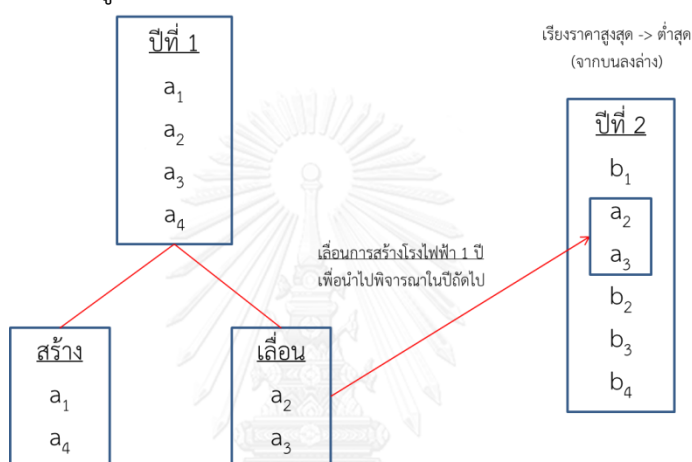 ปีที่ 1
a₁
a₂
a₃
a₄
เรียงราคาสูงสุด -> ต่ำสุด
(จากบนลงล่าง)
ปีที่ 2
b₁
a₂
a₃
b₂
b₃
b₄
เลื่อนการสร้างโรงไฟฟ้า 1 ปี
เพื่อนำไปพิจารณาในปีถัดไป
สร้าง
a₁
a₄
เลื่อน
a₂
a₃